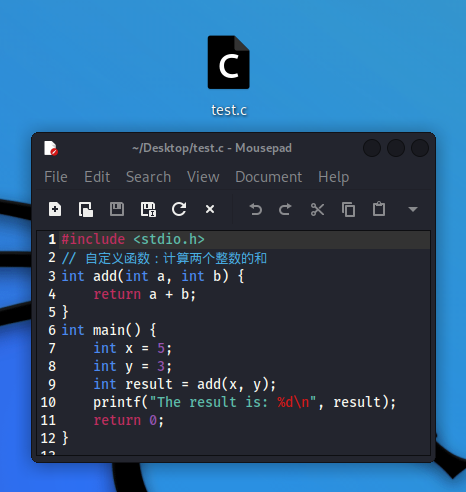 C
test.c
~/Desktop/test.c - Mousepad
File Edit Search View Document Help
1 #include <stdio.h>
2 // 自定义函数：计算两个整数的和
3 int add(int a, int b) {
4     return a + b;
5 }
6 int main() {
7     int x = 5;
8     int y = 3;
9     int result = add(x, y);
10     printf("The result is: %d\n", result);
11     return 0;
12 }
13